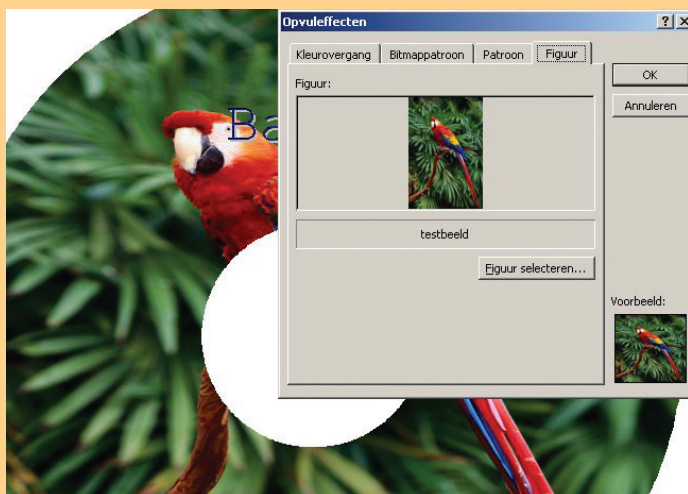 Opvuleffecten
Kleurovergang Bitmappatroon Patroon Figuur
OK
Annuleren
Figuur:
testbeeld
Figuur selecteren...
Voorbeeld:
Ba